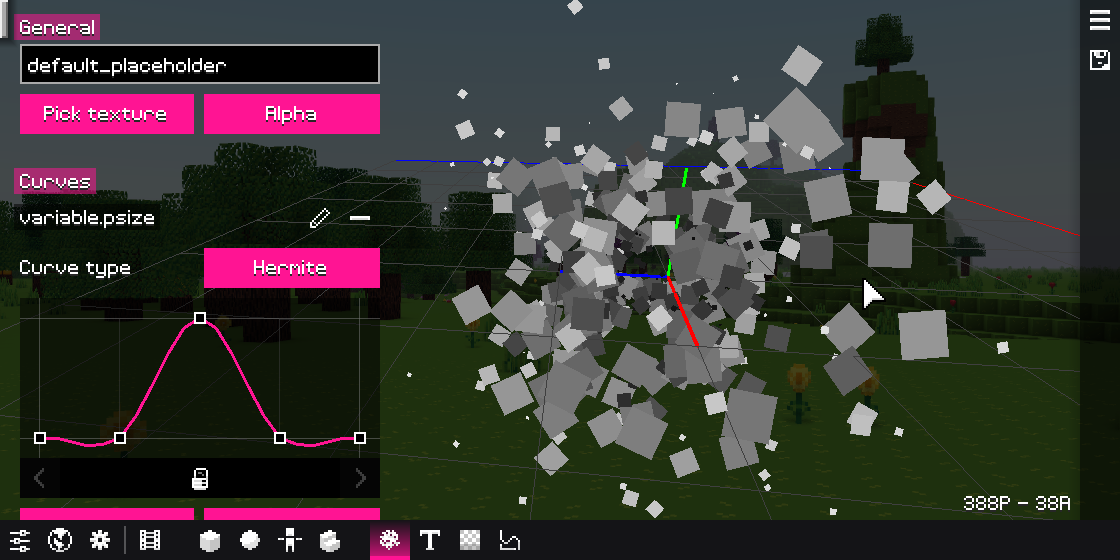 General
default_placeholder
Pick texture
Alpha
Curves
variable.psize
Curve type
Hermite
388P - 38A
T